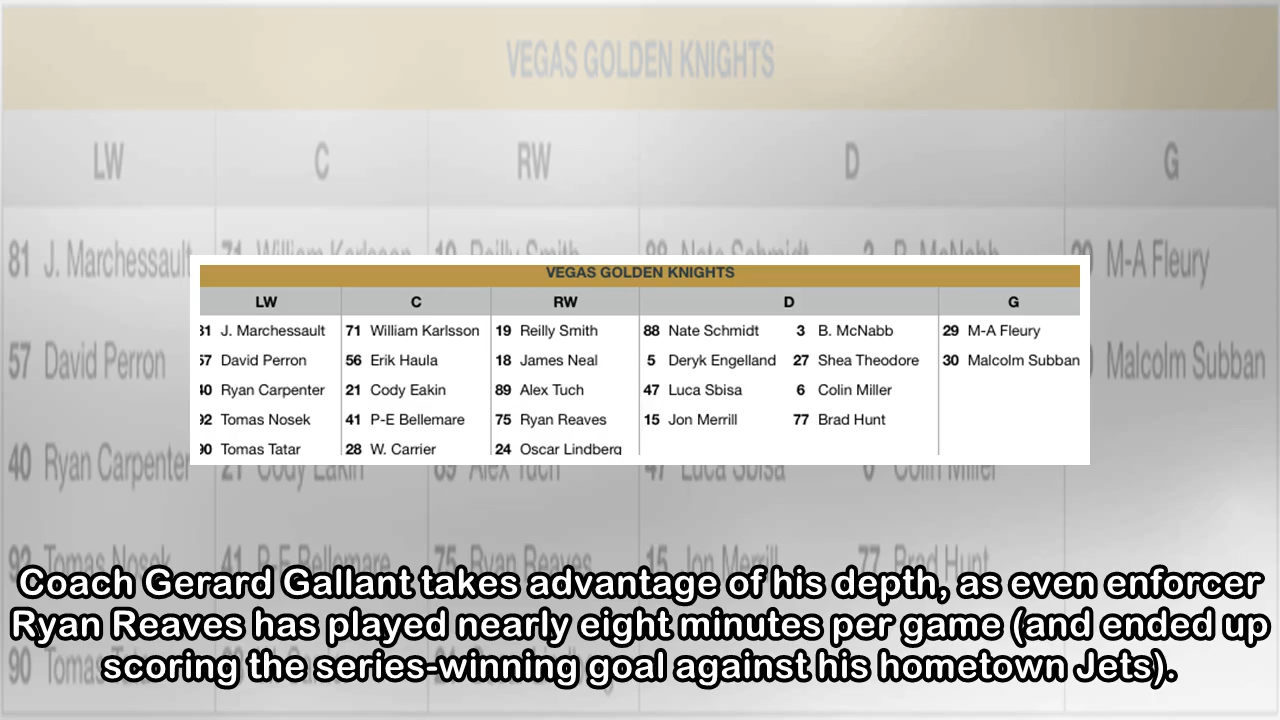 VEGAS GOLDEN KNIGHTS
LW C RW D G
81 J. Marchessault 71 William Karlsson 19 Reilly Smith 88 Nate Schmidt 3 B. McNabb 29 M-A Fleury
57 David Perron 56 Erik Haula 18 James Neal 5 Deryk Engelland 27 Shea Theodore 30 Malcolm Subban
40 Ryan Carpenter 21 Cody Eakin 89 Alex Tuch 47 Luca Sbisa 6 Colin Miller
92 Tomas Nosek 41 P-E Bellemare 75 Ryan Reaves 15 Jon Merrill 77 Brad Hunt
90 Tomas Tatar 28 W. Carrier 24 Oscar Lindberg
Coach Gerard Gallant takes advantage of his depth, as even enforcer
Ryan Reaves has played nearly eight minutes per game (and ended up
scoring the series-winning goal against his hometown Jets).